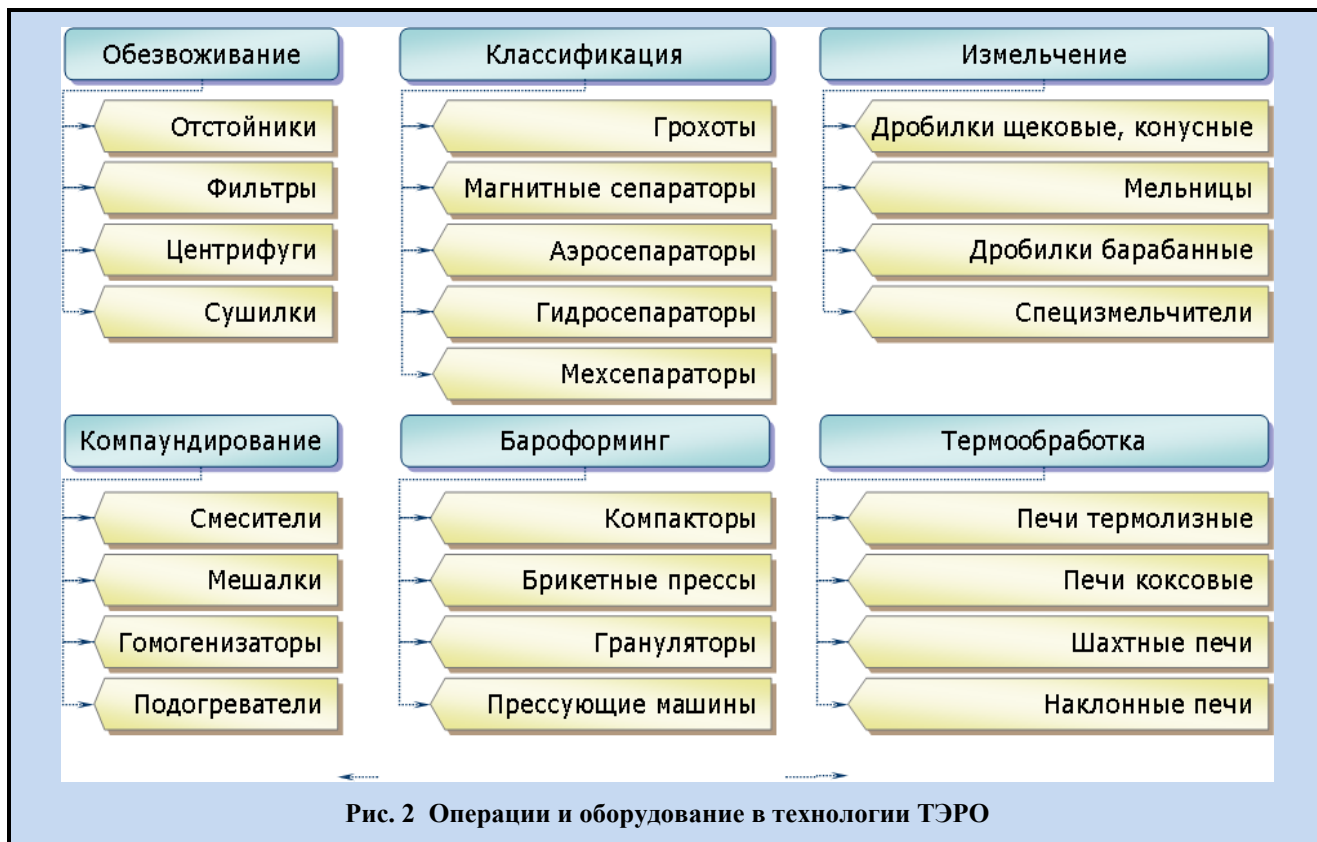 Обезвоживание
Отстойники
Фильтры
Центрифуги
Сушилки
Классификация
Грохоты
Магнитные сепараторы
Аэросепараторы
Гидросепараторы
Мехсепараторы
Измельчение
Дробилки щековые, конусные
Мельницы
Дробилки барабанные
Специзмельчители
Компаундирование
Смесители
Мешалки
Гомогенизаторы
Подогреватели
Бароформинг
Компакторы
Брикетные прессы
Грануляторы
Прессующие машины
Термообработка
Печи термолизные
Печи коксовые
Шахтные печи
Наклонные печи
Рис. 2 Операции и оборудование в технологии ТЭРО